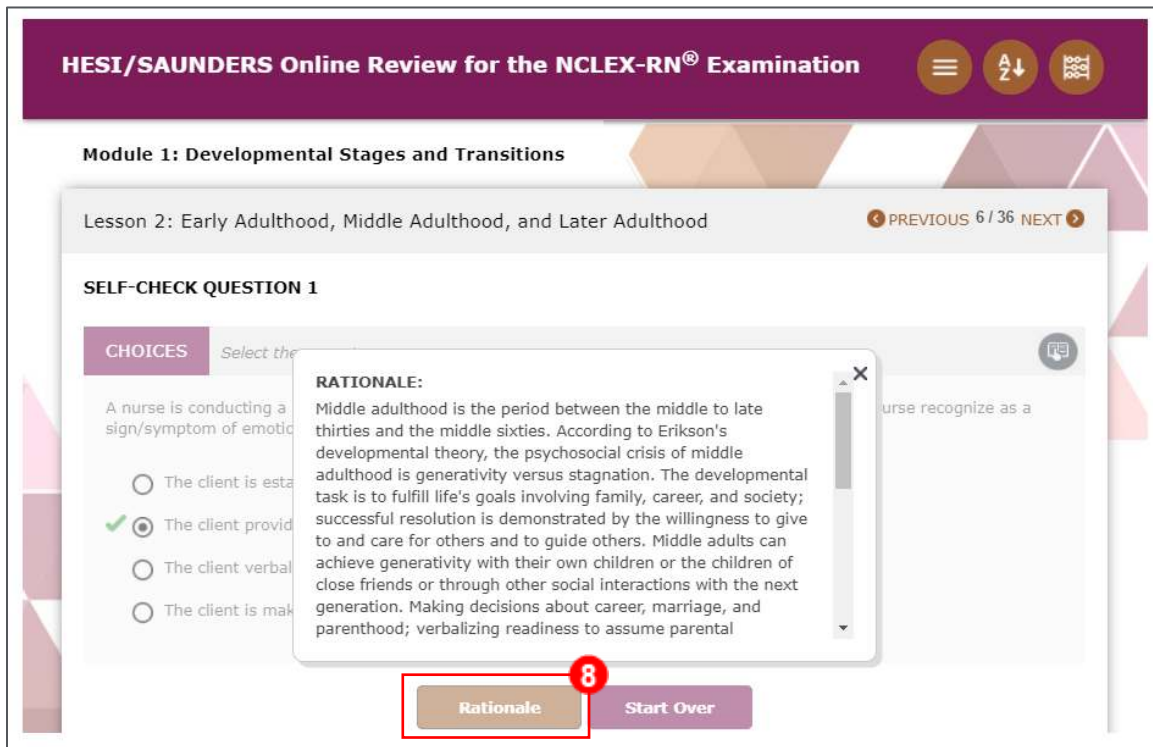 HESI/SAUNDERS Online Review for the NCLEX-RN® Examination
A Z
Module 1: Developmental Stages and Transitions
Lesson 2: Early Adulthood, Middle Adulthood, and Later Adulthood
PREVIOUS 6 / 36 NEXT
SELF-CHECK QUESTION 1
CHOICES
Select the
RATIONALE:
Middle adulthood is the period between the middle to late
thirties and the middle sixties. According to Erikson's
developmental theory, the psychosocial crisis of middle
adulthood is generativity versus stagnation. The developmental
task is to fulfill life's goals involving family, career, and society;
successful resolution is demonstrated by the willingness to give
to and care for others and to guide others. Middle adults can
achieve generativity with their own children or the children of
close friends or through other social interactions with the next
generation. Making decisions about career, marriage, and
parenthood; verbalizing readiness to assume parental
A nurse is conducting a
urse recognize as a
sign/symptom of emotio
The client is esta
The client provid
The client verbal
The client is mak
8
Rationale
Start Over